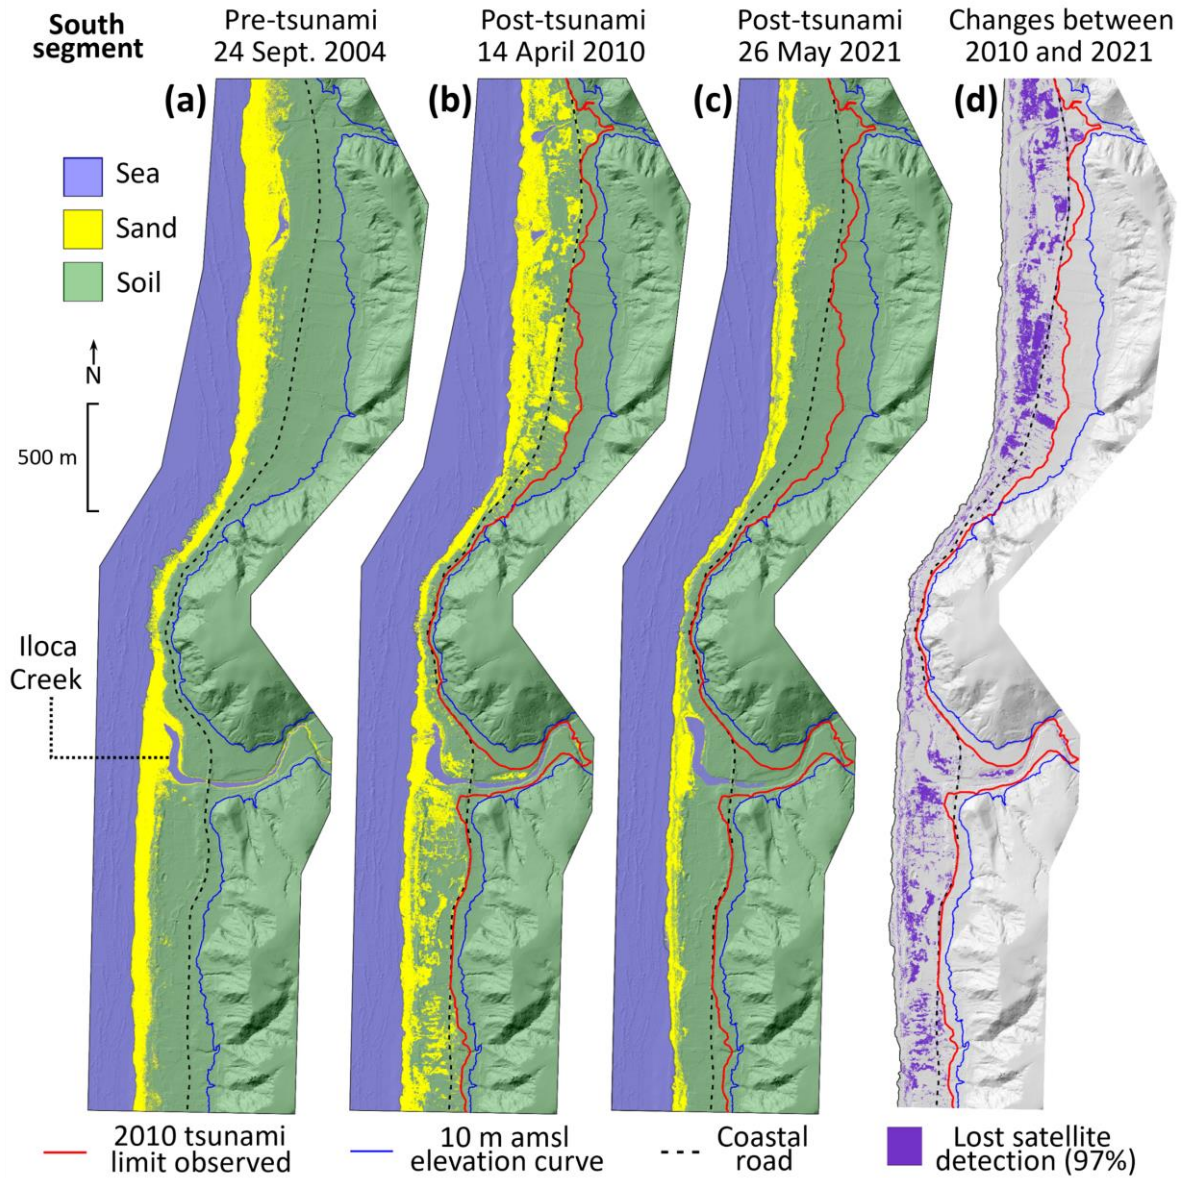 South
segment
Pre-tsunami
24 Sept. 2004
Post-tsunami
14 April 2010
Post-tsunami
26 May 2021
Changes between
2010 and 2021
(a)
(b)
(c)
(d)
Sea
Sand
Soil
N
500 m
Iloca
Creek
2010 tsunami
limit observed
10 m amsl
elevation curve
Coastal
road
Lost satellite
detection (97%)